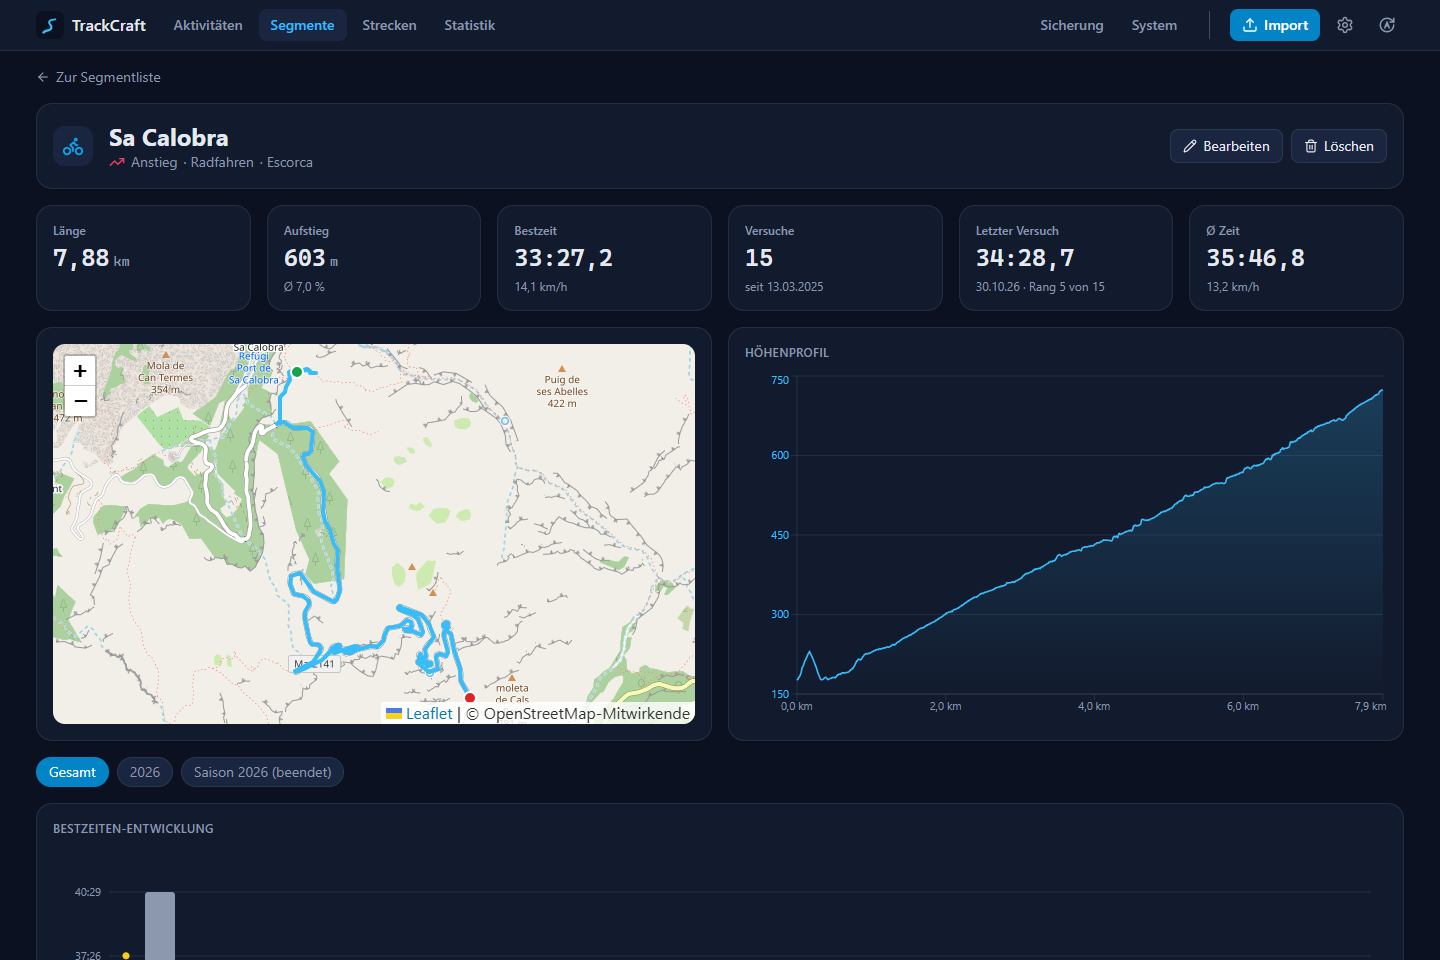 TrackCraft
Aktivitäten
Segmente
Strecken
Statistik
Sicherung
System
Import
Zur Segmentliste
Sa Calobra
Anstieg · Radfahren · Escorca
Bearbeiten
Löschen
Länge
7,88 km
Aufstieg
603 m
Ø 7,0 %
Bestzeit
33:27,2
14,1 km/h
Versuche
15
seit 13.03.2025
Letzter Versuch
34:28,7
30.10.26 · Rang 5 von 15
Ø Zeit
35:46,8
13,2 km/h
+
−
Mola de
Can Termes
354 m
Sa Calobra
Refugi
Port de
Sa Calobra
Puig de
ses Abelles
422 m
472 m
moleta
de Cals
Leaflet | © OpenStreetMap-Mitwirkende
HÖHENPROFIL
750
600
450
300
150
0,0 km
2,0 km
4,0 km
6,0 km
7,9 km
Gesamt
2026
Saison 2026 (beendet)
BESTZEITEN-ENTWICKLUNG
40:29
37:26